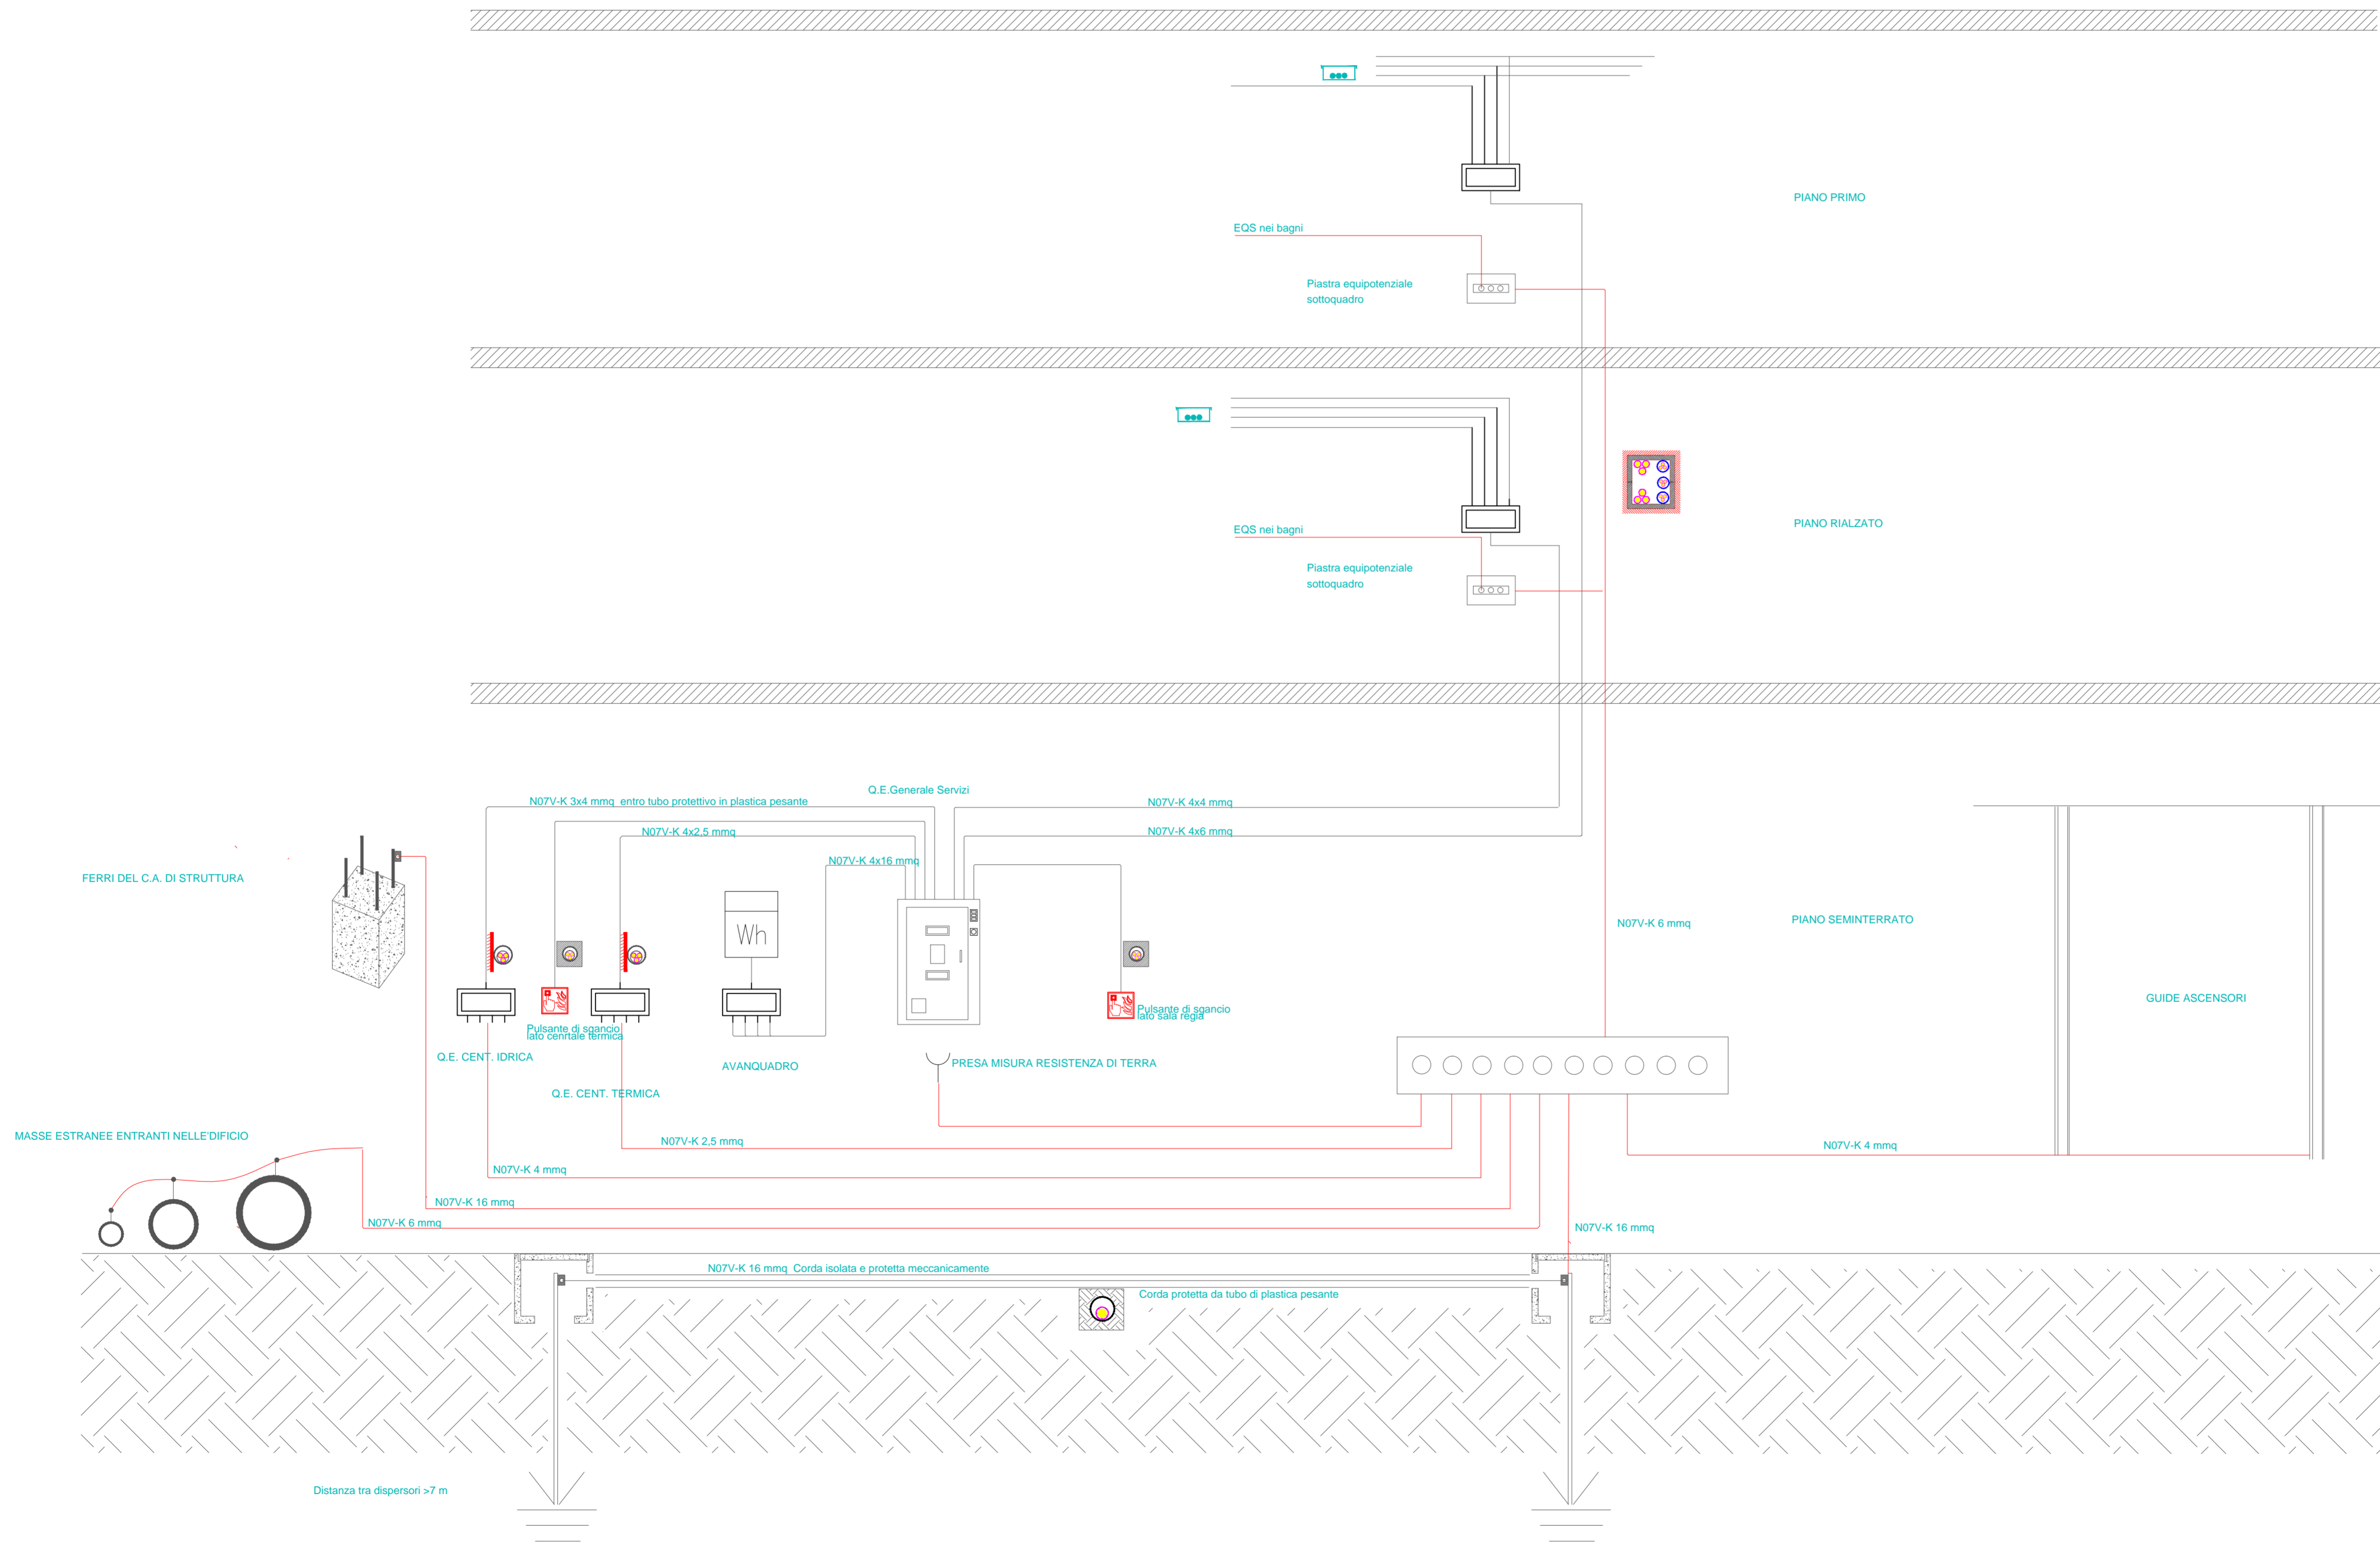 PIANO PRIMO
EQS nei bagni
Piastra equipotenziale
sottoquadro
PIANO RIALZATO
EQS nei bagni
Piastra equipotenziale
sottoquadro
Q.E.Generale Servizi
N07V-K 3x4 mmq  entro tubo protettivo in plastica pesante
N07V-K 4x4 mmq
N07V-K 4x2,5 mmq
N07V-K 4x6 mmq
N07V-K 4x16 mmq
FERRI DEL C.A. DI STRUTTURA
N07V-K 6 mmq
PIANO SEMINTERRATO
Wh
GUIDE ASCENSORI
Pulsante di sgancio
lato sala regia
Pulsante di sgancio
lato cenrtale termica
Q.E. CENT. IDRICA
AVANQUADRO
PRESA MISURA RESISTENZA DI TERRA
Q.E. CENT. TERMICA
MASSE ESTRANEE ENTRANTI NELLE'DIFICIO
N07V-K 2,5 mmq
N07V-K 4 mmq
N07V-K 4 mmq
N07V-K 16 mmq
N07V-K 6 mmq
N07V-K 16 mmq
N07V-K 16 mmq  Corda isolata e protetta meccanicamente
Corda protetta da tubo di plastica pesante
Distanza tra dispersori >7 m